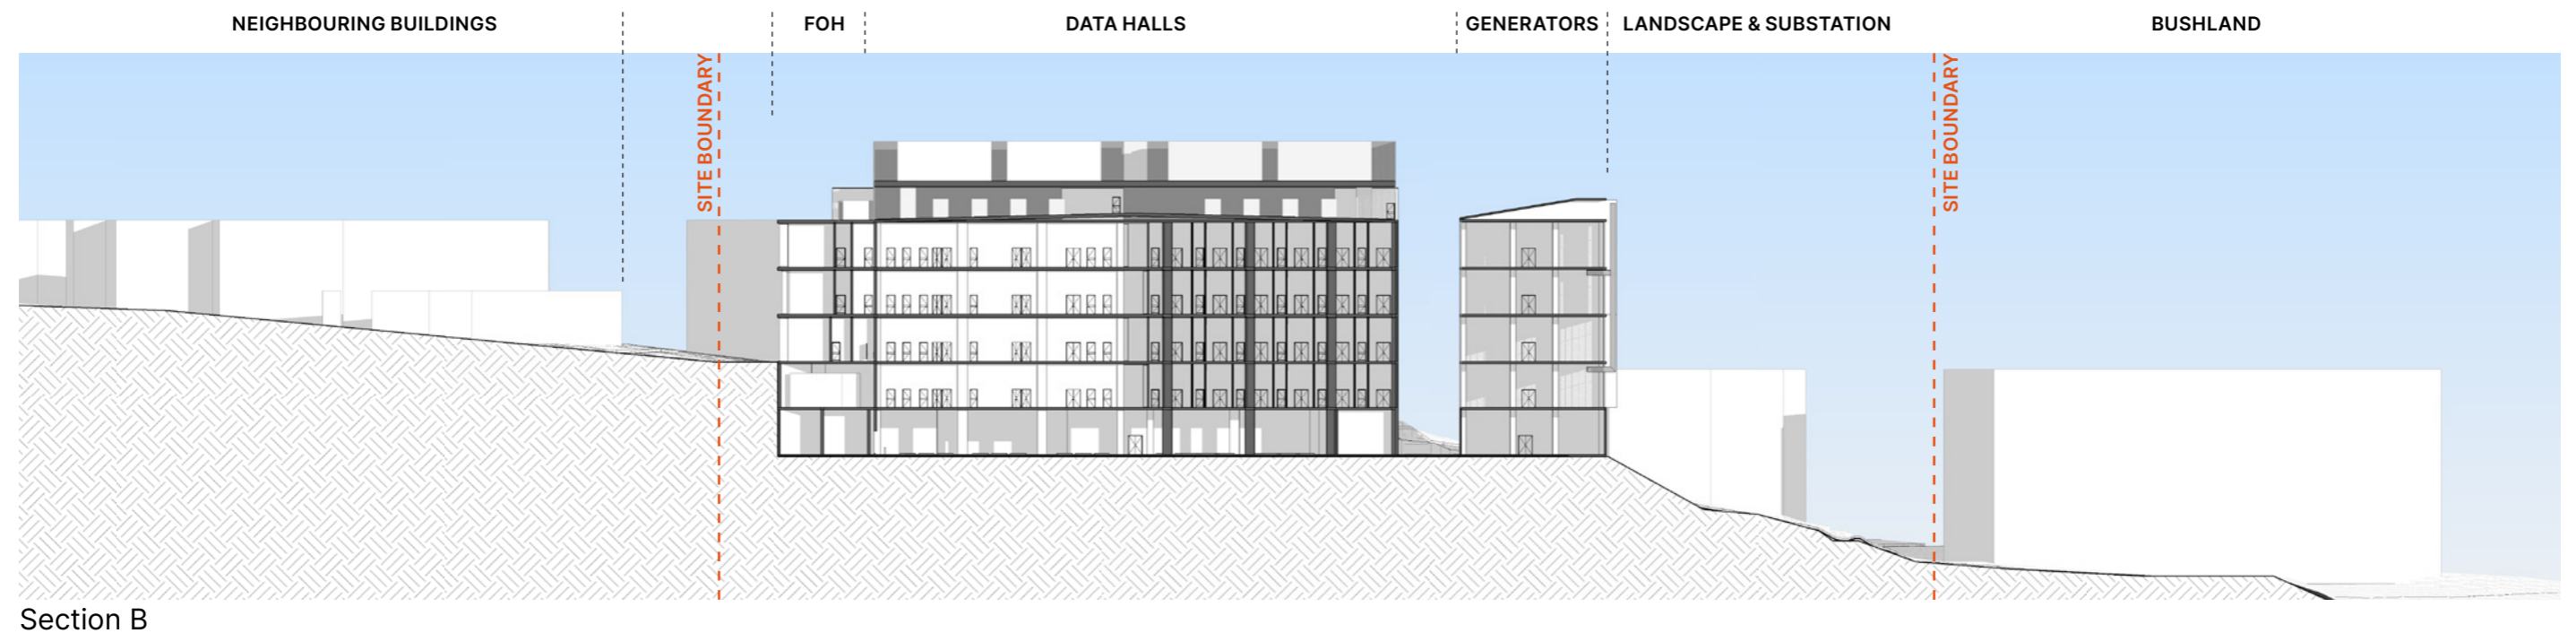 NEIGHBOURING BUILDINGS
FOH
DATA HALLS
GENERATORS
LANDSCAPE & SUBSTATION
BUSHLAND
SITE BOUNDARY
SITE BOUNDARY
Section B